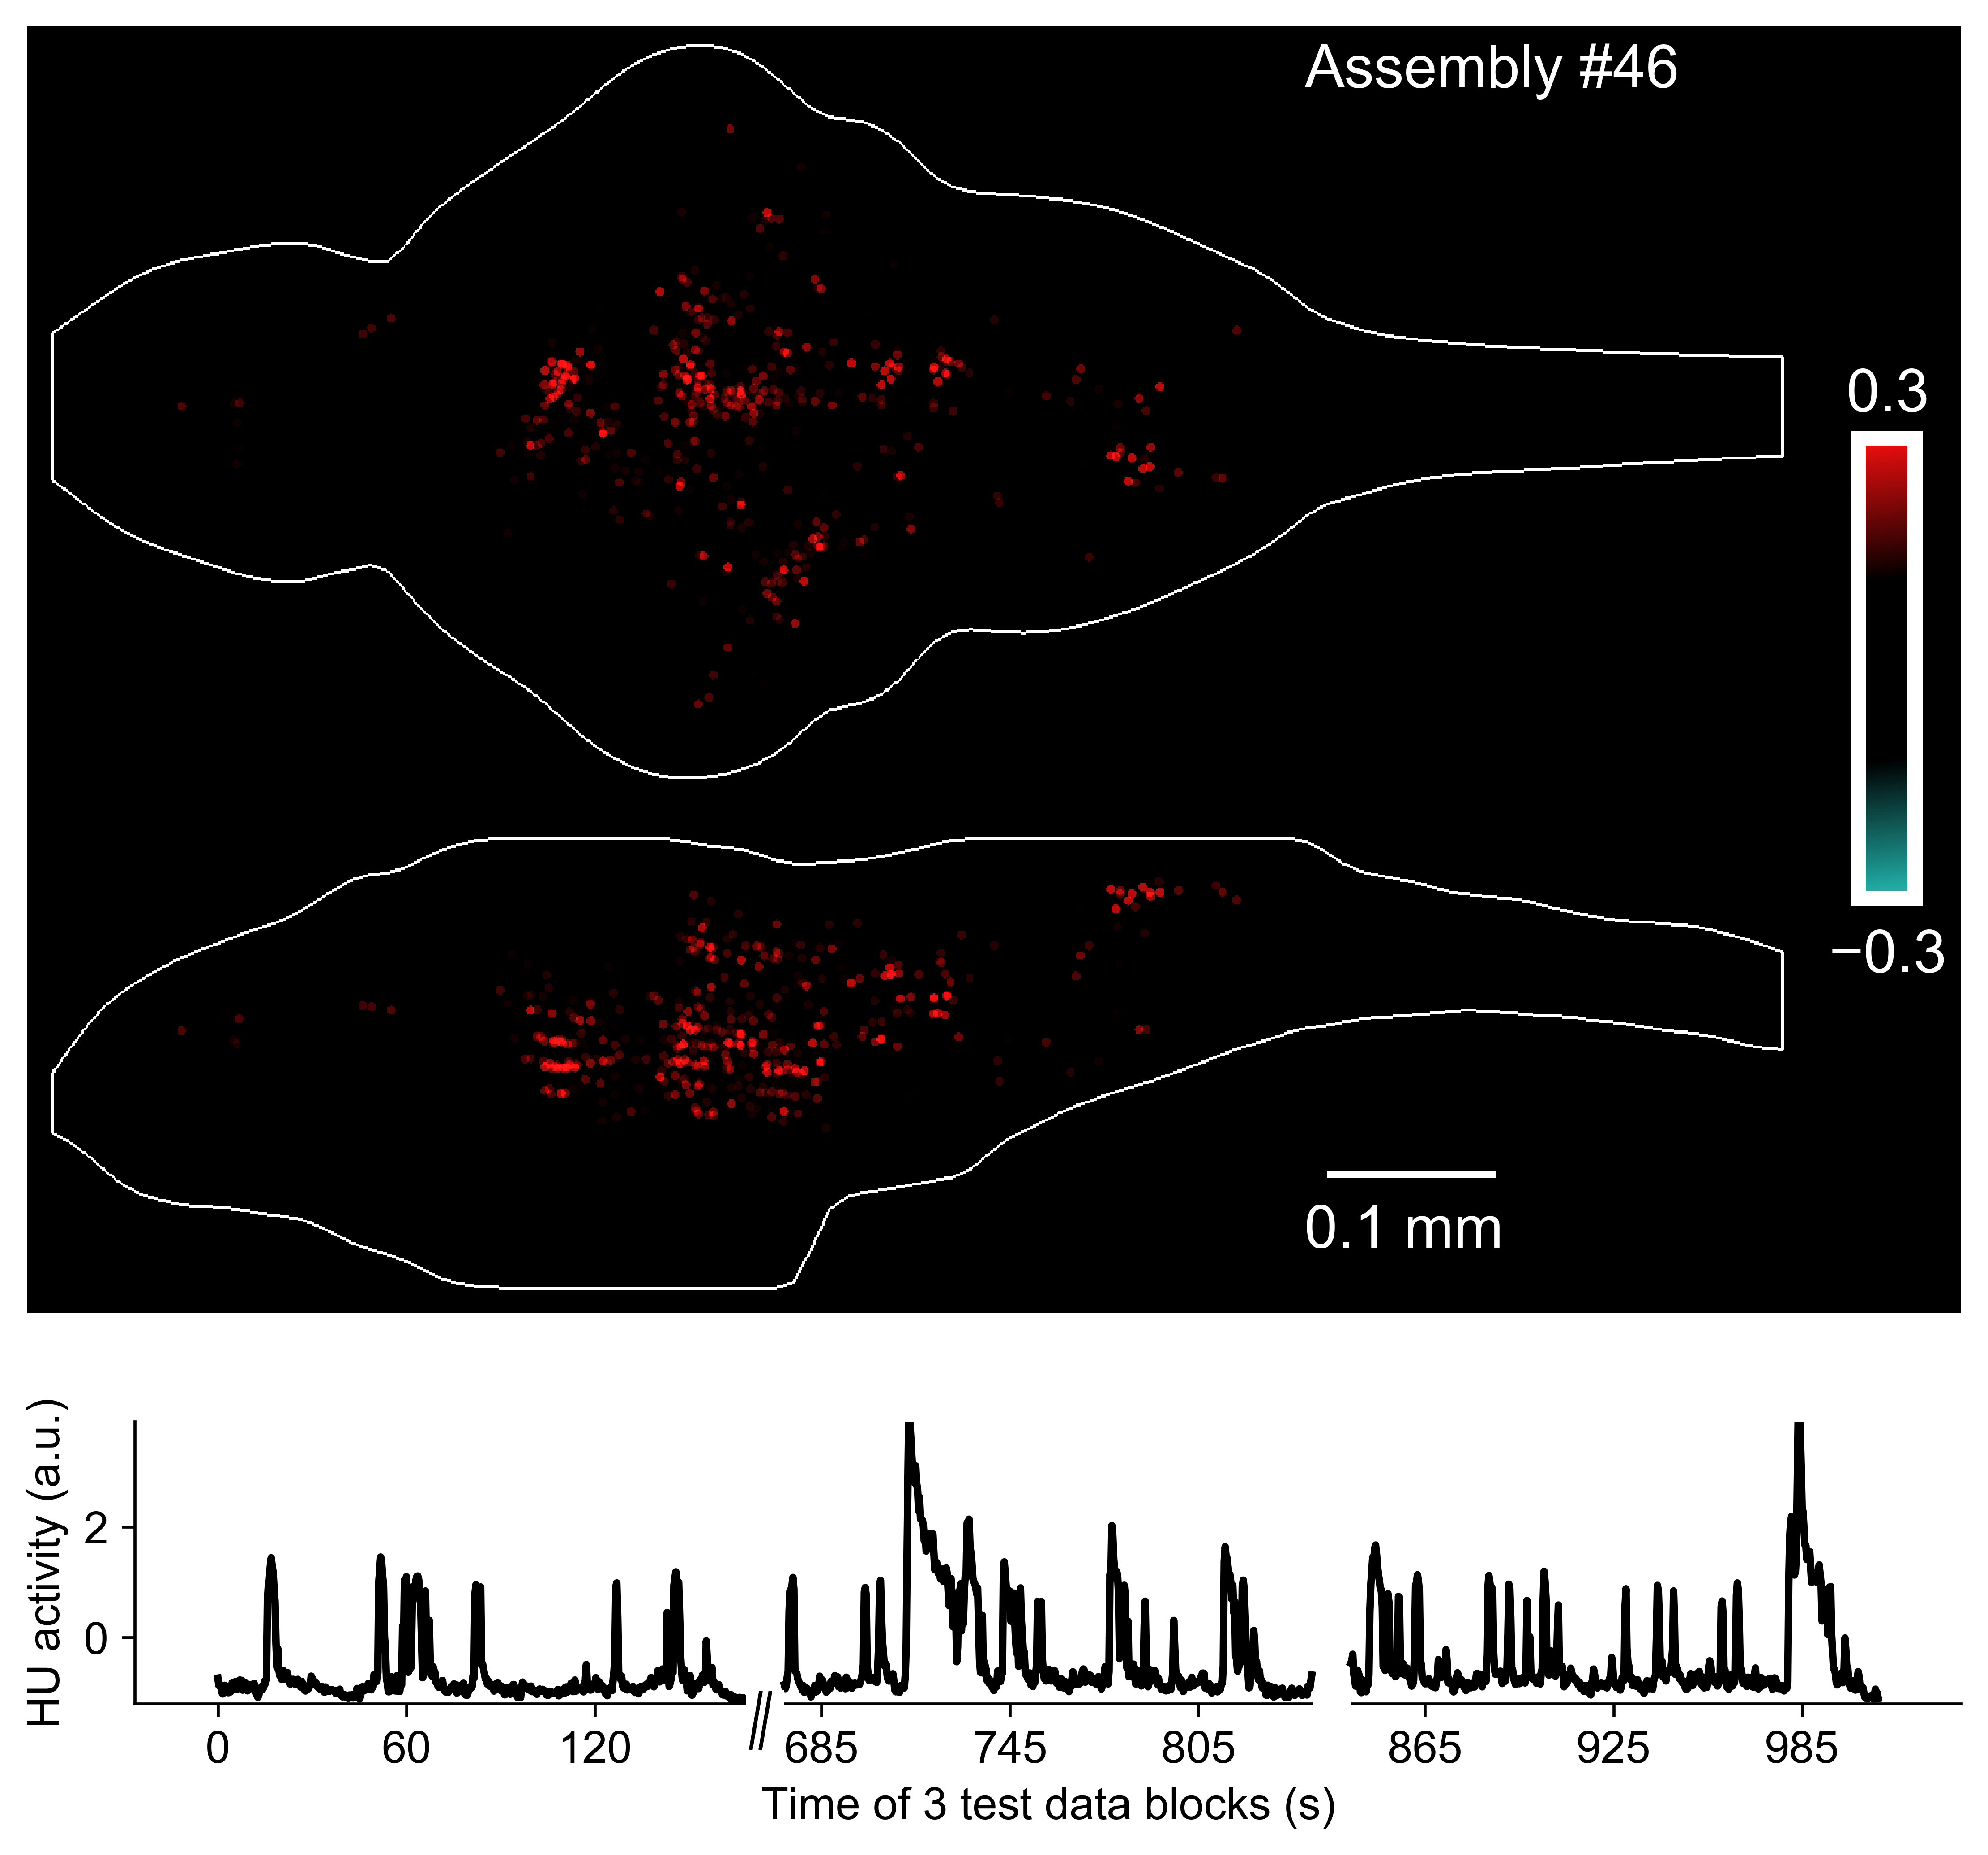 Assembly #46
0.3
−0.3
0.1 mm
HU activity (a.u.)
2
0
0 60 120 685 745 805 865 925 985
Time of 3 test data blocks (s)